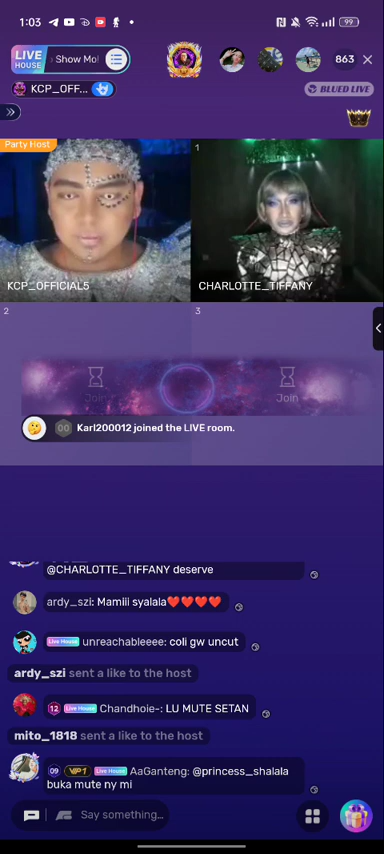 1:03
99
LIVE HOUSE
Show Mo!
863
KCP_OFF...
BLUED LIVE
Party Host
1
KCP_OFFICIAL5
CHARLOTTE_TIFFANY
2
3
Join
Join
00 Karl200012 joined the LIVE room.
@CHARLOTTE_TIFFANY deserve
ardy_szi: Mamiii syalala❤️❤️❤️❤️
Live House unreachableeee: coli gw uncut
ardy_szi sent a like to the host
12 Live House Chandhoie-: LU MUTE SETAN
mito_1818 sent a like to the host
09 VIP1 Live House AaGanteng: @princess_shalala
buka mute ny mi
Say something...